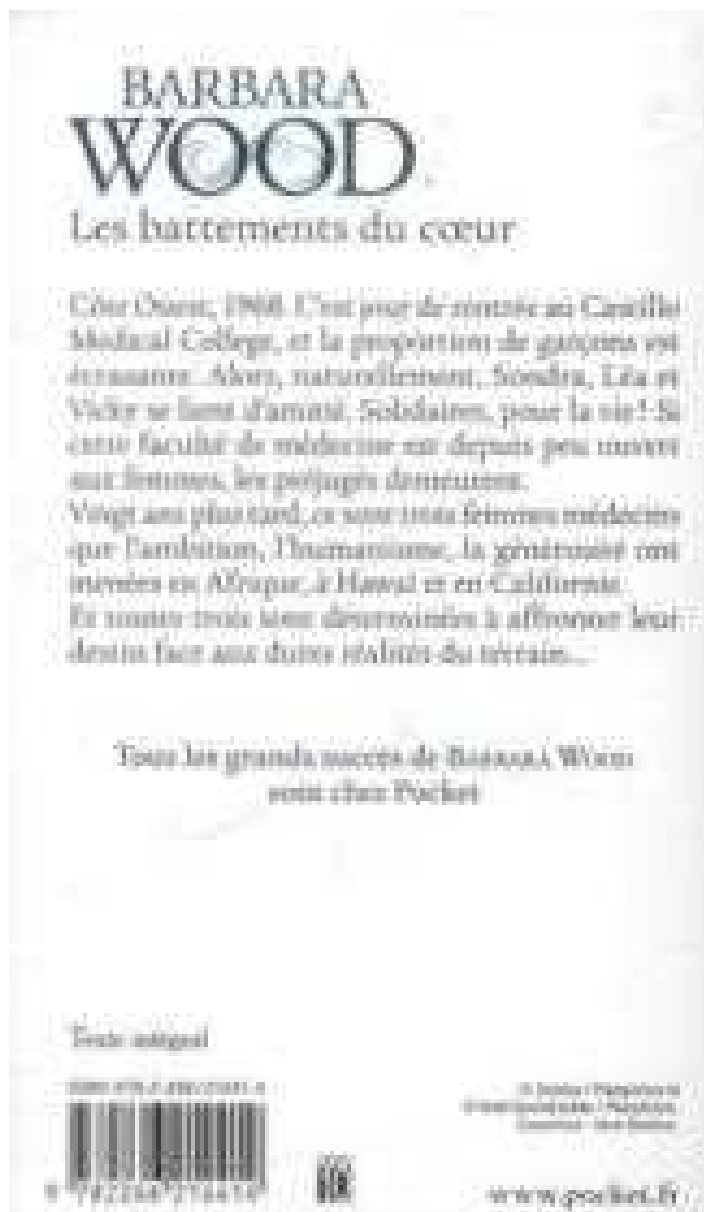 BARBARA
WOOD
Les battements du cœur
Côte Ouest, 1968. C'est jour de rentrée au Castillo
Medical College, et la proportion de garçons est
écrasante. Alors, naturellement, Sondra, Léa et
Vicky se lient d'amitié. Solidaires, pour la vie ! Si
cette faculté de médecine est depuis peu ouverte
aux femmes, les préjugés demeurent.
Vingt ans plus tard, ce sont trois femmes médecins
que l'ambition, l'humanisme, la générosité ont
menées en Afrique, à Hawaï et en Californie.
Et toutes trois sont déterminées à affronter leur
destin face aux dures réalités du terrain...
Tous les grands succès de BARBARA WOOD
sont chez Pocket
Texte intégral
www.pocket.fr